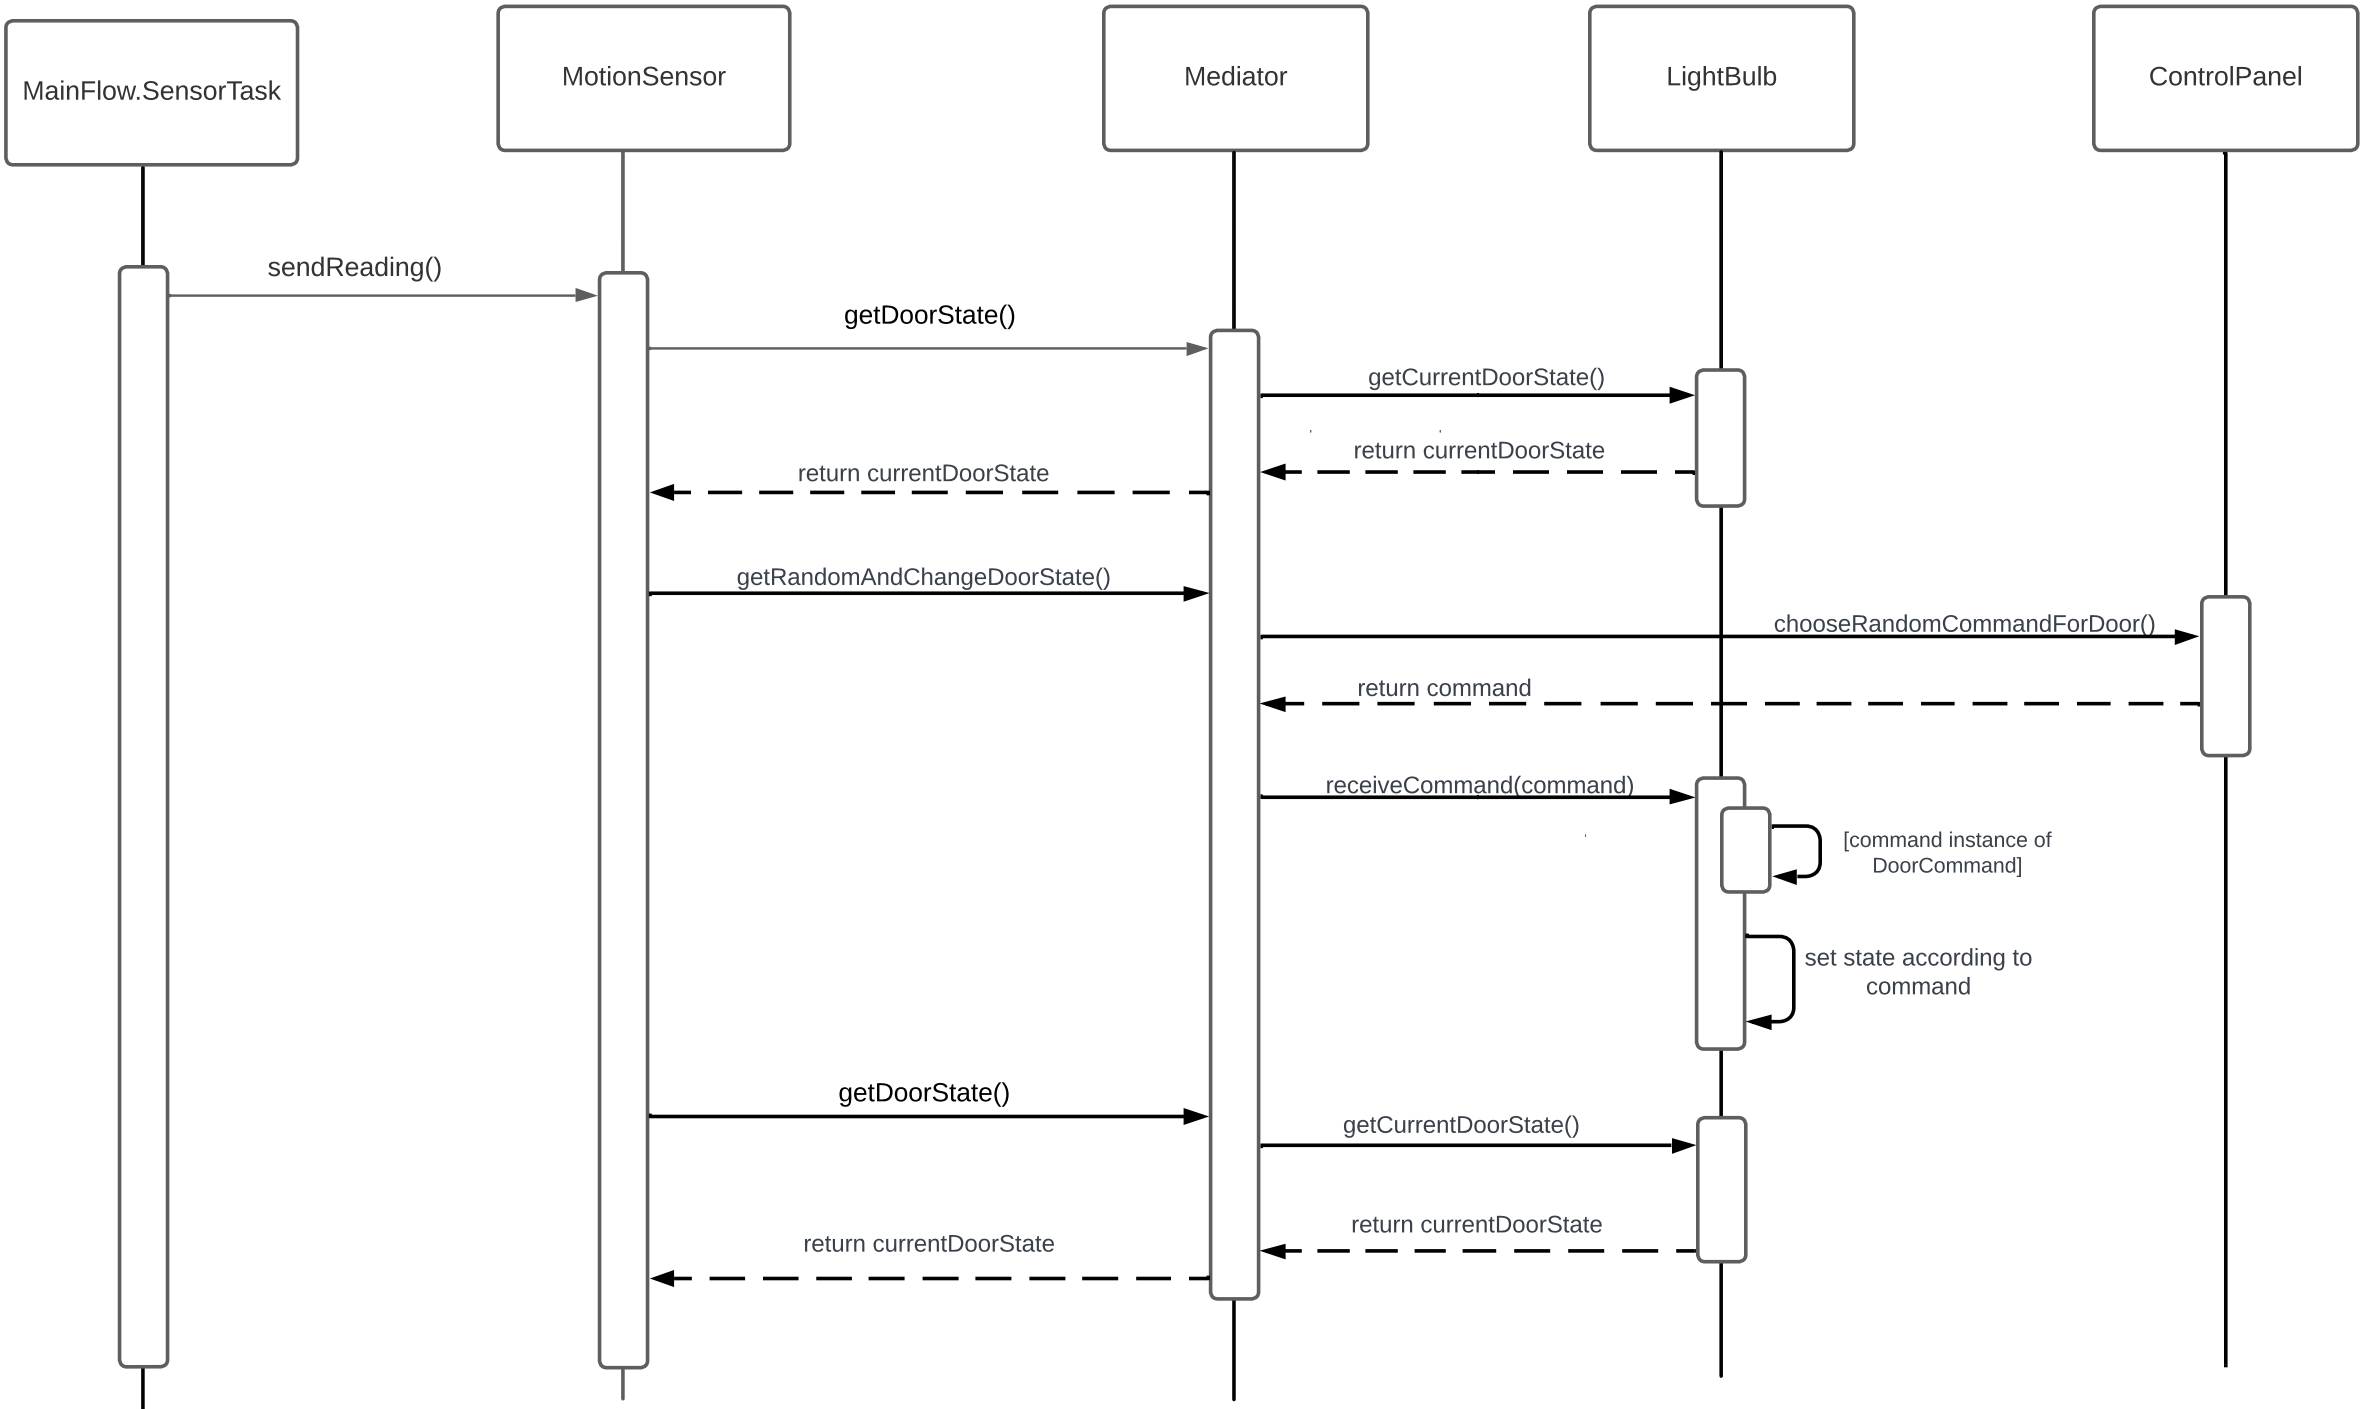 MainFlow.SensorTask
MotionSensor
Mediator
LightBulb
ControlPanel
sendReading()
getDoorState()
getCurrentDoorState()
return currentDoorState
return currentDoorState
getRandomAndChangeDoorState()
chooseRandomCommandForDoor()
return command
receiveCommand(command)
[command instance of
DoorCommand]
set state according to
command
getDoorState()
getCurrentDoorState()
return currentDoorState
return currentDoorState